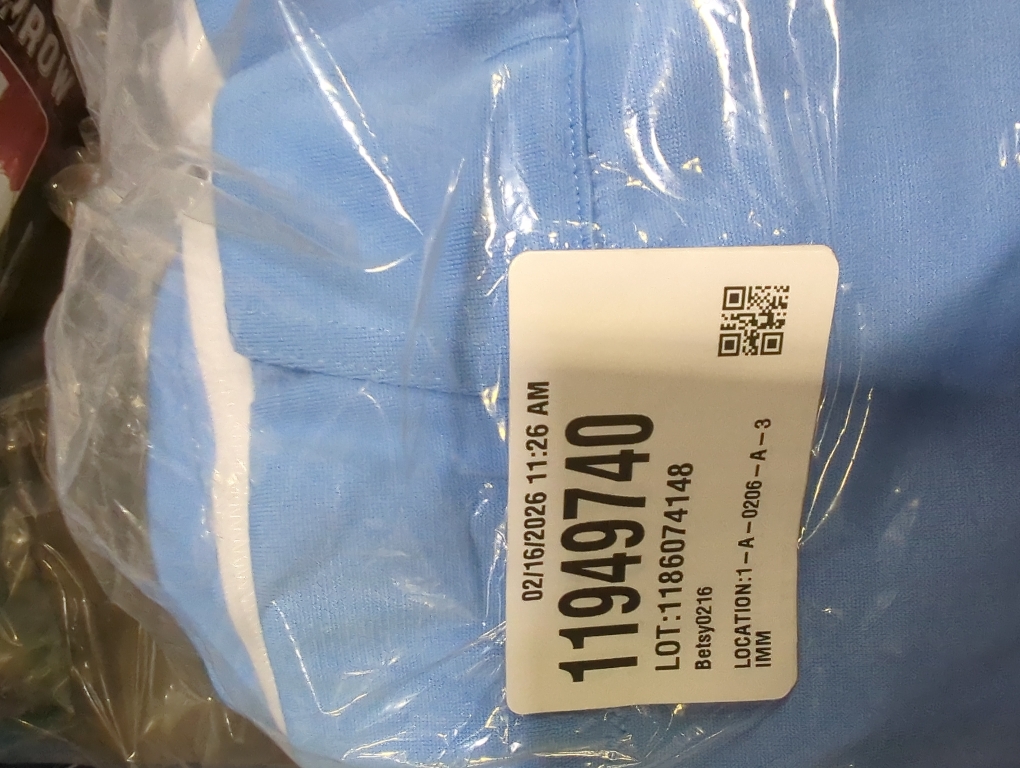 02/16/2026 11:26 AM
11949740
LOT:1186074148
Betsy0216
LOCATION:1-A-0206-A-3
IMM